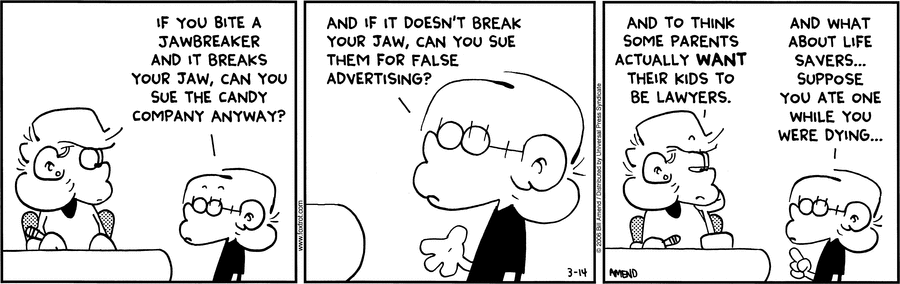 IF YOU BITE A
JAWBREAKER
AND IT BREAKS
YOUR JAW, CAN YOU
SUE THE CANDY
COMPANY ANYWAY?
www.foxtrot.com
AND IF IT DOESN'T BREAK
YOUR JAW, CAN YOU SUE
THEM FOR FALSE
ADVERTISING?
3-14
© 2006 Bill Amend / Distributed by Universal Press Syndicate
AND TO THINK
SOME PARENTS
ACTUALLY WANT
THEIR KIDS TO
BE LAWYERS.
AND WHAT
ABOUT LIFE
SAVERS...
SUPPOSE
YOU ATE ONE
WHILE YOU
WERE DYING...
AMEND